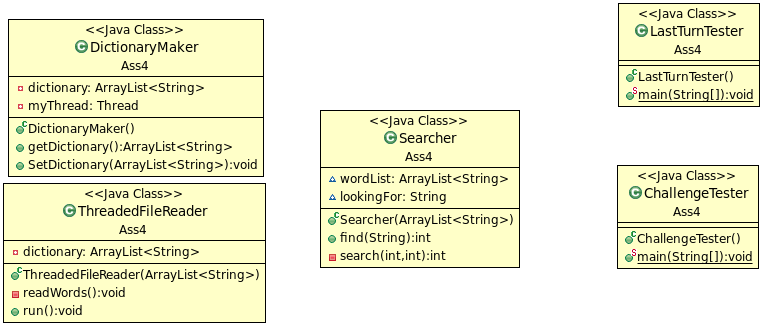 <<Java Class>>
DictionaryMaker
Ass4
dictionary: ArrayList<String>
myThread: Thread
DictionaryMaker()
getDictionary():ArrayList<String>
SetDictionary(ArrayList<String>):void
<<Java Class>>
ThreadedFileReader
Ass4
dictionary: ArrayList<String>
ThreadedFileReader(ArrayList<String>)
readWords():void
run():void
<<Java Class>>
Searcher
Ass4
wordList: ArrayList<String>
lookingFor: String
Searcher(ArrayList<String>)
find(String):int
search(int,int):int
<<Java Class>>
LastTurnTester
Ass4
LastTurnTester()
main(String[]):void
<<Java Class>>
ChallengeTester
Ass4
ChallengeTester()
main(String[]):void